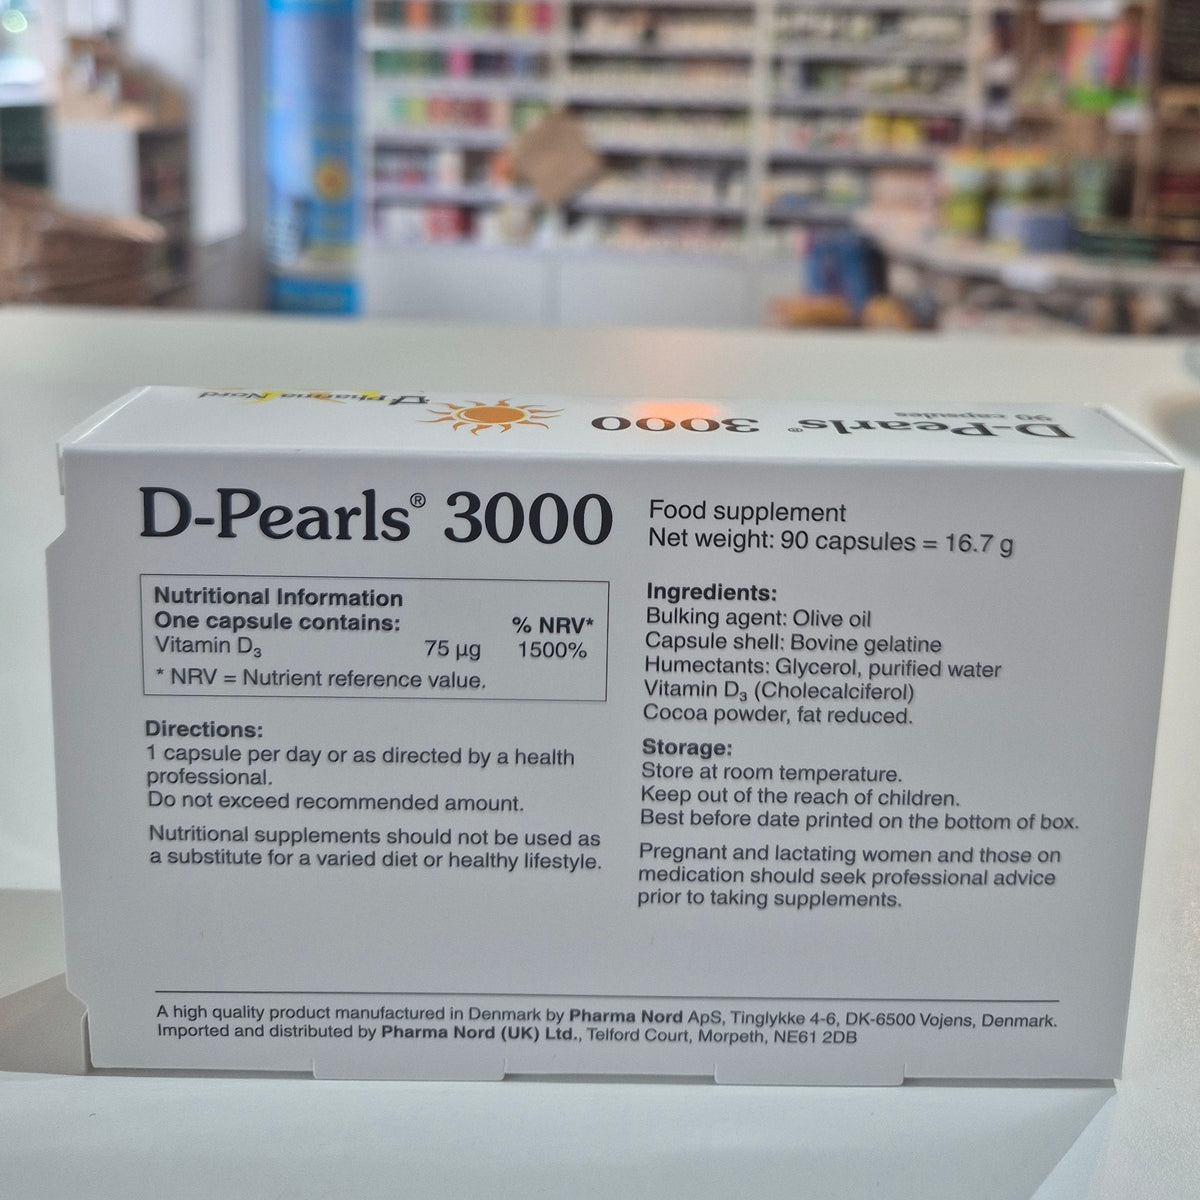 Pharma Nord
D-Pearls® 3000
90 capsules
D-Pearls® 3000
Nutritional Information
One capsule contains: % NRV*
Vitamin D₃ 75 µg 1500%
* NRV = Nutrient reference value.
Directions:
1 capsule per day or as directed by a health
professional.
Do not exceed recommended amount.
Nutritional supplements should not be used as
a substitute for a varied diet or healthy lifestyle.
Food supplement
Net weight: 90 capsules = 16.7 g
Ingredients:
Bulking agent: Olive oil
Capsule shell: Bovine gelatine
Humectants: Glycerol, purified water
Vitamin D₃ (Cholecalciferol)
Cocoa powder, fat reduced.
Storage:
Store at room temperature.
Keep out of the reach of children.
Best before date printed on the bottom of box.
Pregnant and lactating women and those on
medication should seek professional advice
prior to taking supplements.
A high quality product manufactured in Denmark by Pharma Nord ApS, Tinglykke 4-6, DK-6500 Vojens, Denmark.
Imported and distributed by Pharma Nord (UK) Ltd., Telford Court, Morpeth, NE61 2DB